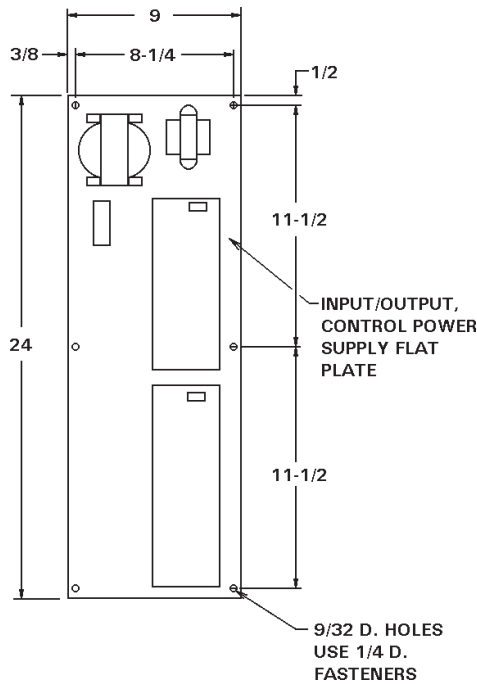 9
3/8
8-1/4
1/2
11-1/2
INPUT/OUTPUT,
CONTROL POWER
SUPPLY FLAT
PLATE
24
11-1/2
9/32 D. HOLES
USE 1/4 D.
FASTENERS